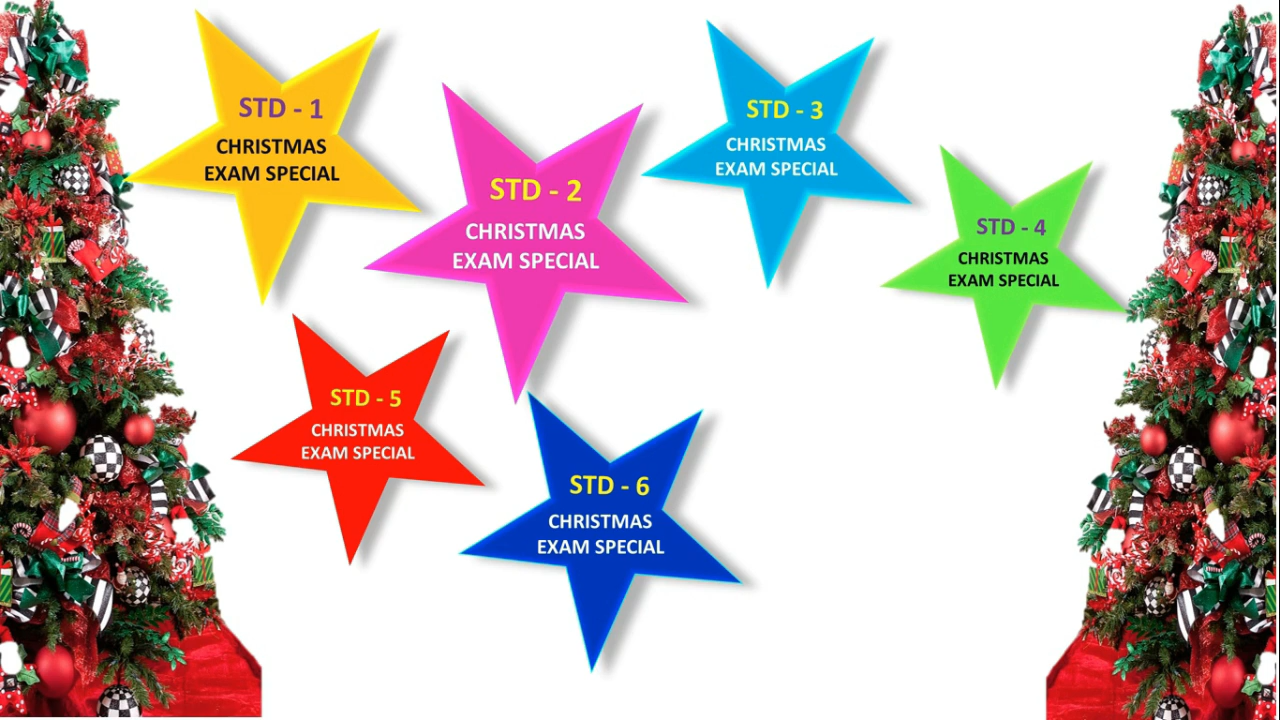 STD - 1
CHRISTMAS
EXAM SPECIAL
STD - 2
CHRISTMAS
EXAM SPECIAL
STD - 3
CHRISTMAS
EXAM SPECIAL
STD - 4
CHRISTMAS
EXAM SPECIAL
STD - 5
CHRISTMAS
EXAM SPECIAL
STD - 6
CHRISTMAS
EXAM SPECIAL